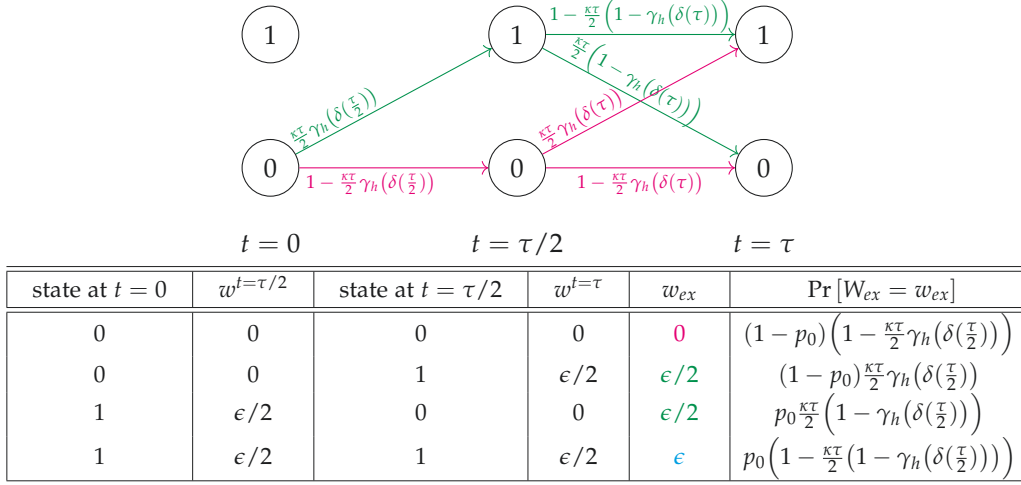 1 1 1
1 − κτ/2 (1 − γ_h(δ(τ)))
κτ/2 (1 − γ_h(δ(τ)))
κτ/2 γ_h(δ(τ/2))
κτ/2 γ_h(δ(τ))
0 0 0
1 − κτ/2 γ_h(δ(τ/2)) 1 − κτ/2 γ_h(δ(τ))
t = 0 t = τ/2 t = τ
state at t = 0 w^{t=τ/2} state at t = τ/2 w^{t=τ} w_{ex} Pr [W_{ex} = w_{ex}]
0 0 0 0 0 (1 − p_0)(1 − κτ/2 γ_h(δ(τ/2)))
0 0 1 ϵ/2 ϵ/2 (1 − p_0) κτ/2 γ_h(δ(τ/2))
1 ϵ/2 0 0 ϵ/2 p_0 κτ/2 (1 − γ_h(δ(τ/2)))
1 ϵ/2 1 ϵ/2 ϵ p_0(1 − κτ/2 (1 − γ_h(δ(τ/2))))